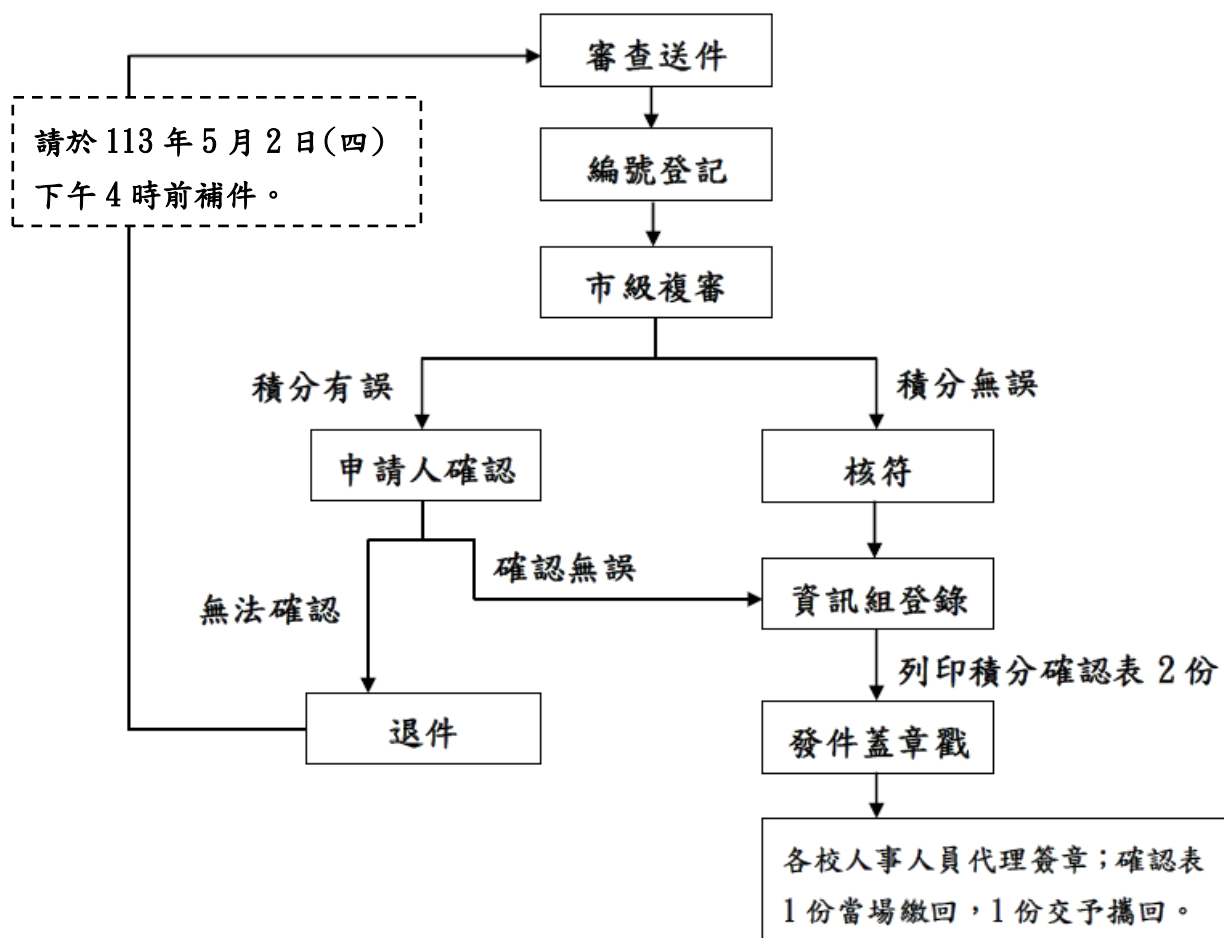 審查送件
請於 113 年 5 月 2 日(四)
下午 4 時前補件。
編號登記
市級複審
積分有誤
積分無誤
申請人確認
核符
確認無誤
無法確認
資訊組登錄
列印積分確認表 2 份
退件
發件蓋章戳
各校人事人員代理簽章;確認表
1 份當場繳回,1 份交予攜回。